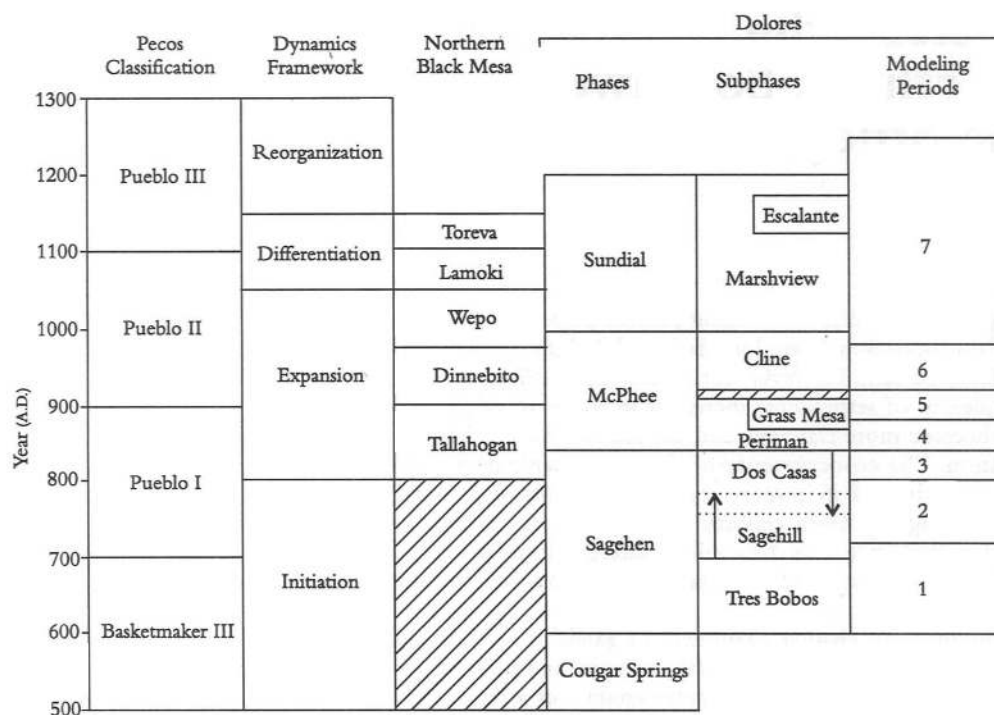 Dolores
Pecos
Classification
Dynamics
Framework
Northern
Black Mesa
Phases
Subphases
Modeling
Periods
Year (A.D.)
1300
1200
1100
1000
900
800
700
600
500
Pueblo III
Pueblo II
Pueblo I
Basketmaker III
Reorganization
Differentiation
Expansion
Initiation
Toreva
Lamoki
Wepo
Dinnebito
Tallahogan
Sundial
McPhee
Sagehen
Cougar Springs
Escalante
Marshview
Cline
Grass Mesa
Periman
Dos Casas
Sagehill
Tres Bobos
7
6
5
4
3
2
1